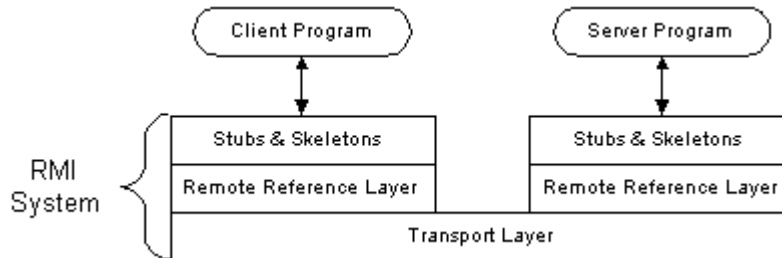 Client Program
Server Program
Stubs & Skeletons
Stubs & Skeletons
RMI
System
Remote Reference Layer
Remote Reference Layer
Transport Layer